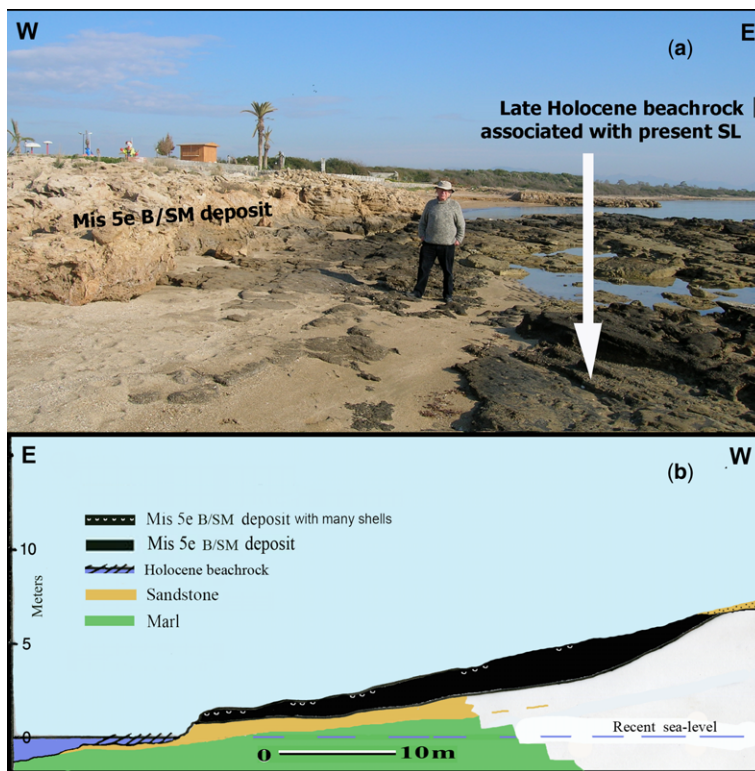 W
E
(a)
Late Holocene beachrock
associated with present SL
Mis 5e B/SM deposit
E
W
(b)
Mis 5e B/SM deposit with many shells
Mis 5e B/SM deposit
Holocene beachrock
Sandstone
Marl
10
Meters
5
0
Recent sea-level
0 10 m